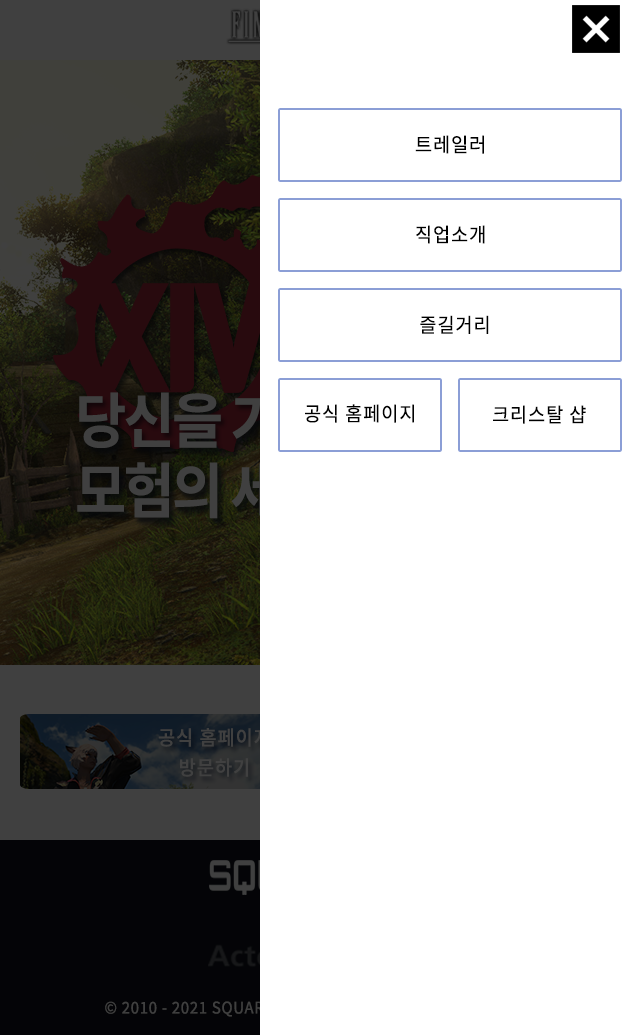 트레일러
직업소개
즐길거리
공식 홈페이지
크리스탈 샵
FIN
XIV
당신을
모험의 세
공식 홈페이지
방문하기
SQU
Acto
© 2010 - 2021 SQUAR